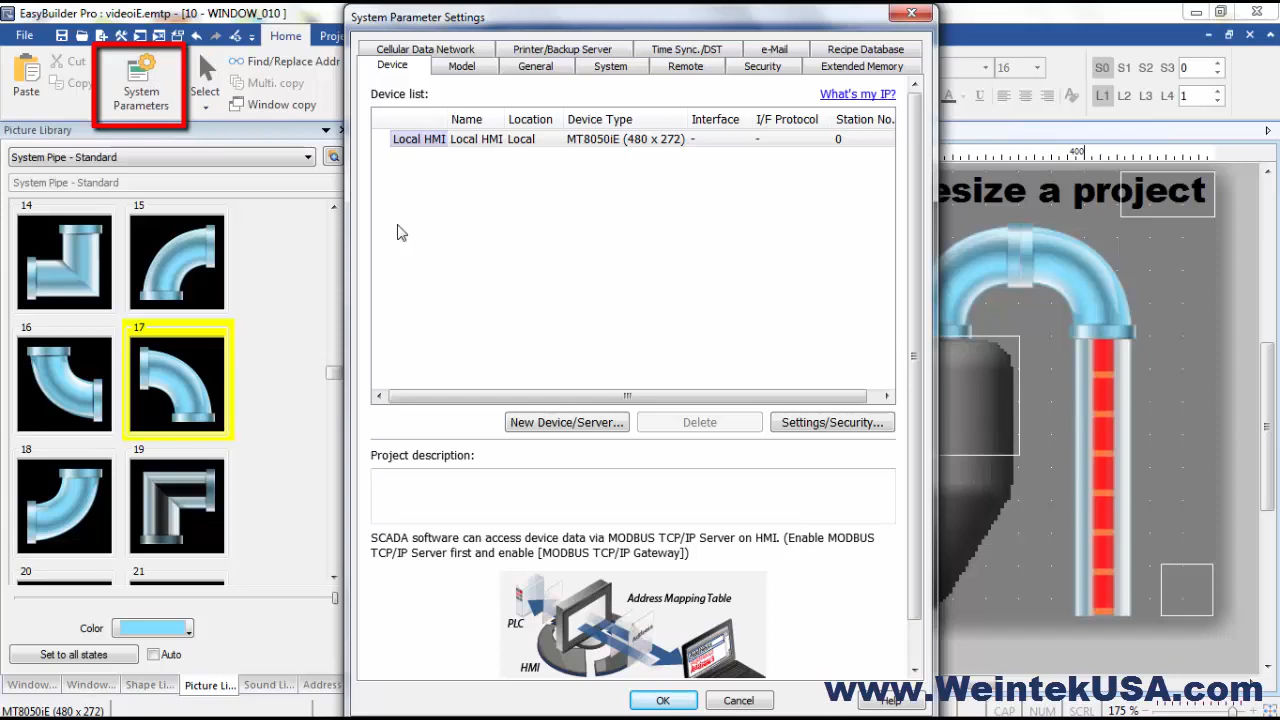 EasyBuilder Pro : videoiE.emtp - [10 - WINDOW_010 ]
File
Home
Proj
Paste
Cut
Copy
System Parameters
Select
Find/Replace Addr
Multi. copy
Window copy
16
S0 S1 S2 S3 0
A
U
L1 L2 L3 L4 1
Picture Library
System Pipe - Standard
System Pipe - Standard
14
15
16
17
18
19
20
21
Color
Set to all states
Auto
Window...
Window...
Shape Li...
Picture Li...
Sound Li...
Address
MT8050iE (480 x 272)
System Parameter Settings
Cellular Data Network
Printer/Backup Server
Time Sync./DST
e-Mail
Recipe Database
Device
Model
General
System
Remote
Security
Extended Memory
Device list:
What's my IP?
Name Location Device Type Interface I/F Protocol Station No.
Local HMI Local HMI Local MT8050iE (480 x 272) - - 0
New Device/Server...
Delete
Settings/Security...
Project description:
SCADA software can access device data via MODBUS TCP/IP Server on HMI. (Enable MODBUS
TCP/IP Server first and enable [MODBUS TCP/IP Gateway])
PLC
Address Mapping Table
HMI
OK
Cancel
Help
400
esize a project
www.WeintekUSA.com
CAP NUM SCRL 175 %